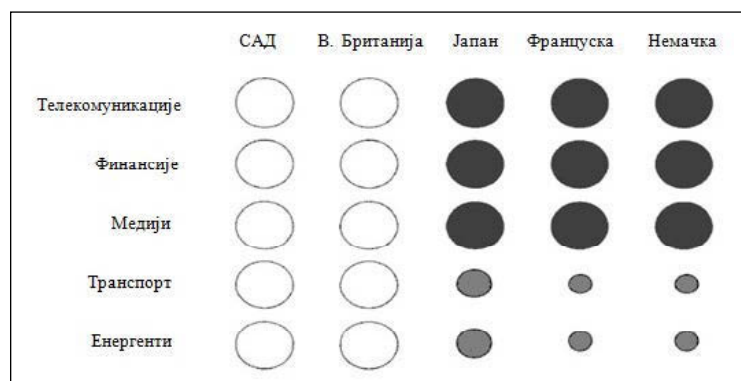 САД В. Британија Јапан Француска Немачка
Телекомуникације
Финансије
Медији
Транспорт
Енергенти